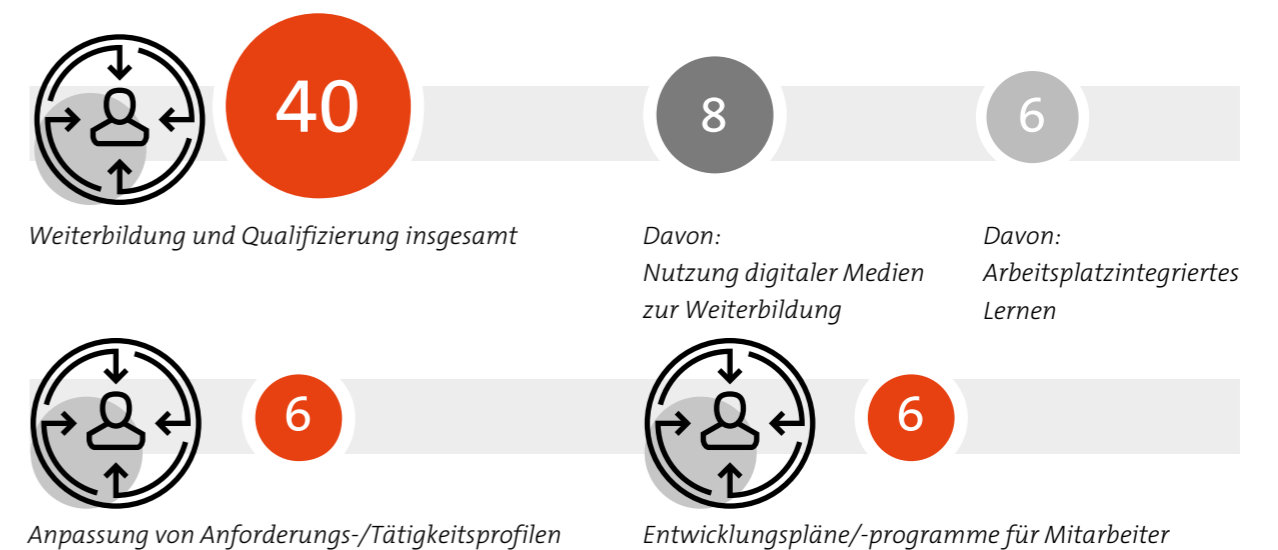 40
8
6
Weiterbildung und Qualifizierung insgesamt
Davon:
Nutzung digitaler Medien
zur Weiterbildung
Davon:
Arbeitsplatzintegriertes
Lernen
6
6
Anpassung von Anforderungs-/Tätigkeitsprofilen
Entwicklungspläne/-programme für Mitarbeiter